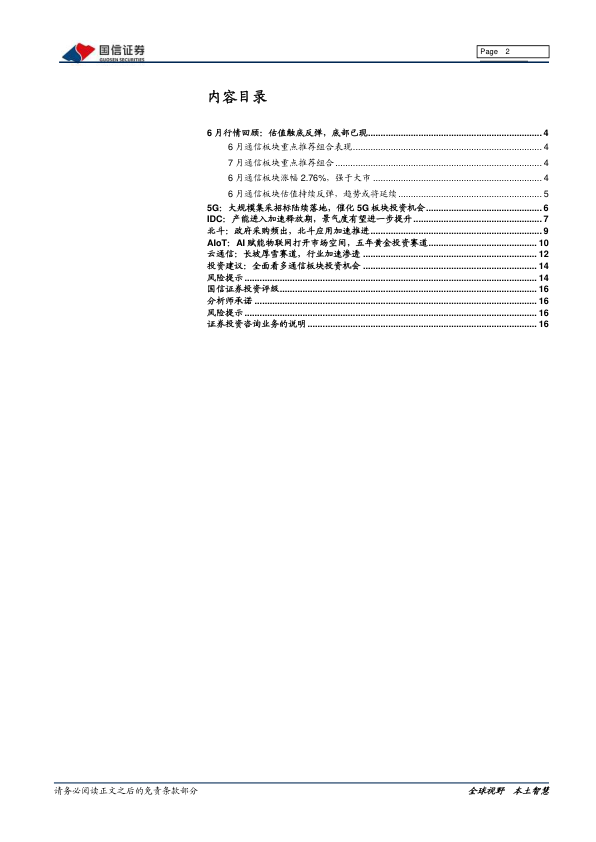 国信证券
GUOSEN SECURITIES
Page 2
内容目录
6 月行情回顾：估值触底反弹，底部已现 4
6 月通信板块重点推荐组合表现 4
7 月通信板块重点推荐组合 4
6 月通信板块涨幅 2.76%，强于大市 4
6 月通信板块估值持续反弹，趋势或将延续 5
5G：大规模集采招标陆续落地，催化 5G 板块投资机会 6
IDC：产能进入加速释放期，景气度有望进一步提升 7
北斗：政府采购频出，北斗应用加速推进 9
AIoT：AI 赋能物联网打开市场空间，五年黄金投资赛道 10
云通信：长坡厚雪赛道，行业加速渗透 12
投资建议：全面看多通信板块投资机会 14
风险提示 14
国信证券投资评级 16
分析师承诺 16
风险提示 16
证券投资咨询业务的说明 16
请务必阅读正文之后的免责条款部分
全球视野 本土智慧